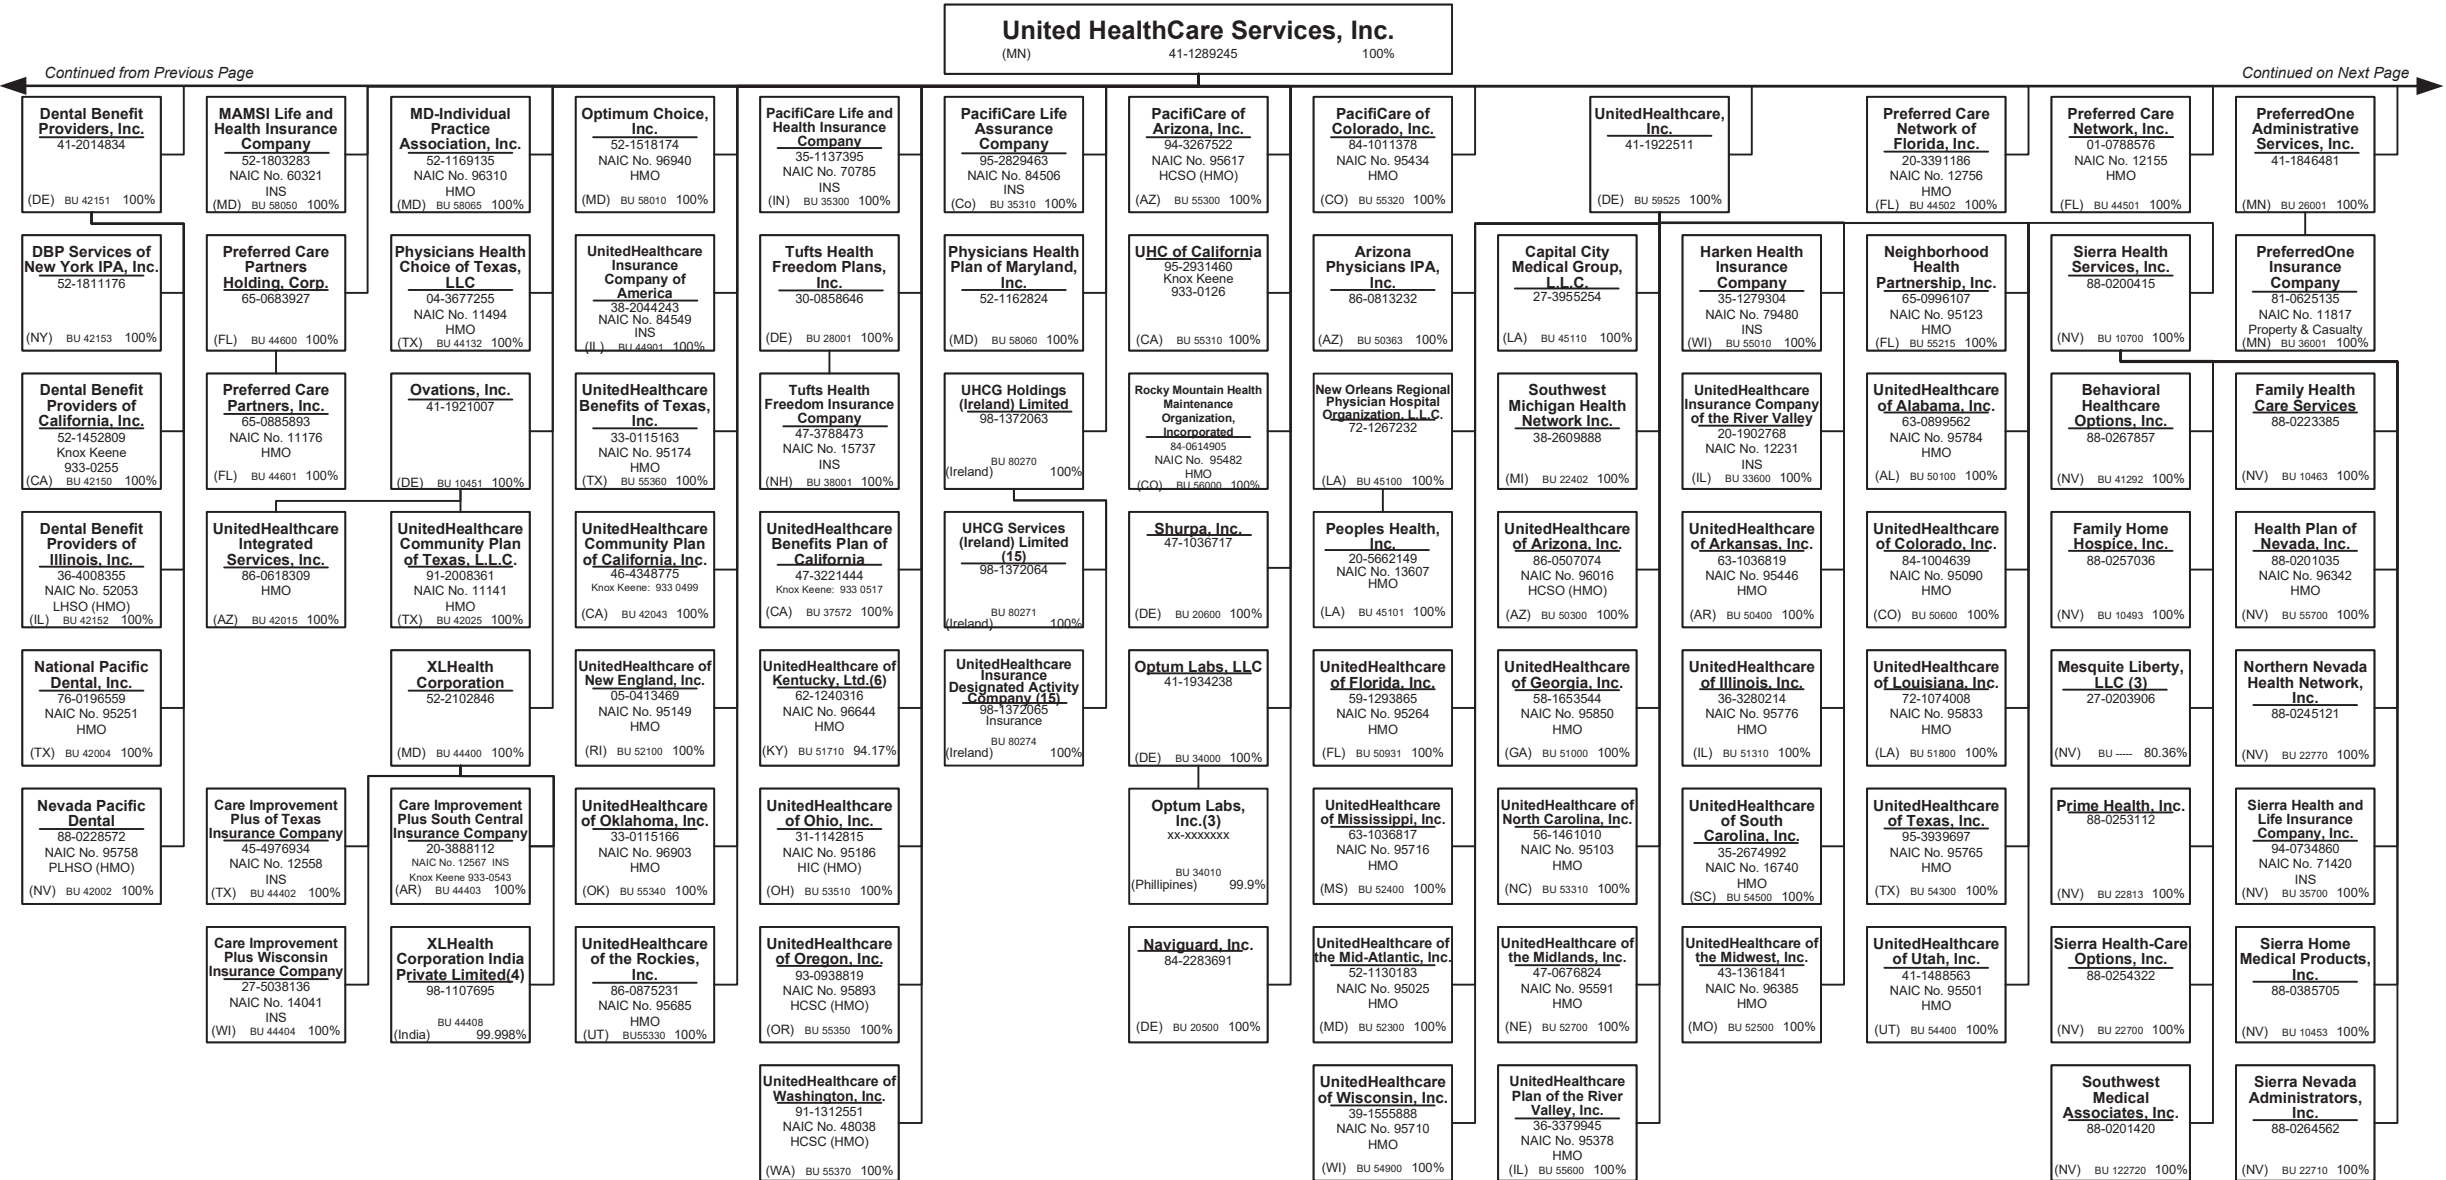 United HealthCare Services, Inc.
(MN) 41-1289245 100%
Continued from Previous Page
Continued on Next Page
Dental Benefit
Providers, Inc.
41-2014834
(DE) BU 42151 100%
MAMSI Life and
Health Insurance
Company
52-1803283
NAIC No. 60321
INS
(MD) BU 58050 100%
MD-Individual
Practice
Association, Inc.
52-1169135
NAIC No. 96310
HMO
(MD) BU 58065 100%
Optimum Choice,
Inc.
52-1518174
NAIC No. 96940
HMO
(MD) BU 58010 100%
PacifiCare Life and
Health Insurance
Company
35-1137395
NAIC No. 70785
INS
(IN) BU 35300 100%
PacifiCare Life
Assurance
Company
95-2829463
NAIC No. 84506
INS
(Co) BU 35310 100%
PacifiCare of
Arizona, Inc.
94-3267522
NAIC No. 95617
HCSO (HMO)
(AZ) BU 55300 100%
PacifiCare of
Colorado, Inc.
84-1011378
NAIC No. 95434
HMO
(CO) BU 55320 100%
UnitedHealthcare,
Inc.
41-1922511
(DE) BU 59525 100%
Preferred Care
Network of
Florida, Inc.
20-3391186
NAIC No. 12756
HMO
(FL) BU 44502 100%
Preferred Care
Network, Inc.
01-0788576
NAIC No. 12155
HMO
(FL) BU 44501 100%
PreferredOne
Administrative
Services, Inc.
41-1846481
(MN) BU 26001 100%
DBP Services of
New York IPA, Inc.
52-1811176
(NY) BU 42153 100%
Preferred Care
Partners
Holding, Corp.
65-0683927
(FL) BU 44600 100%
Physicians Health
Choice of Texas,
LLC
04-3677255
NAIC No. 11494
HMO
(TX) BU 44132 100%
UnitedHealthcare
Insurance
Company of
America
38-2044243
NAIC No. 84549
INS
(IL) BU 44901 100%
Tufts Health
Freedom Plans,
Inc.
30-0858646
(DE) BU 28001 100%
Physicians Health
Plan of Maryland,
Inc.
52-1162824
(MD) BU 58060 100%
UHC of California
95-2931460
Knox Keene
933-0126
(CA) BU 55310 100%
Arizona
Physicians IPA,
Inc.
86-0813232
(AZ) BU 50363 100%
Capital City
Medical Group,
L.L.C.
27-3955254
(LA) BU 45110 100%
Harken Health
Insurance
Company
35-1279304
NAIC No. 79480
INS
(WI) BU 55010 100%
Neighborhood
Health
Partnership, Inc.
65-0996107
NAIC No. 95123
HMO
(FL) BU 55215 100%
Sierra Health
Services, Inc.
88-0200415
(NV) BU 10700 100%
PreferredOne
Insurance
Company
81-0625135
NAIC No. 11817
Property & Casualty
(MN) BU 36001 100%
Dental Benefit
Providers of
California, Inc.
52-1452809
Knox Keene
933-0255
(CA) BU 42150 100%
Preferred Care
Partners, Inc.
65-0885893
NAIC No. 11176
HMO
(FL) BU 44601 100%
Ovations, Inc.
41-1921007
(DE) BU 10451 100%
UnitedHealthcare
Benefits of Texas,
Inc.
33-0115163
NAIC No. 95174
HMO
(TX) BU 55360 100%
Tufts Health
Freedom Insurance
Company
47-3788473
NAIC No. 15737
INS
(NH) BU 38001 100%
UHCG Holdings
(Ireland) Limited
98-1372063
BU 80270
(Ireland) 100%
Rocky Mountain Health
Maintenance
Organization,
Incorporated
84-0614905
NAIC No. 95482
HMO
(CO) BU 56000 100%
New Orleans Regional
Physician Hospital
Organization, L.L.C.
72-1267232
(LA) BU 45100 100%
Southwest
Michigan Health
Network Inc.
38-2609888
(MI) BU 22402 100%
UnitedHealthcare
Insurance Company
of the River Valley
20-1902768
NAIC No. 12231
INS
(IL) BU 33600 100%
UnitedHealthcare
of Alabama, Inc.
63-0899562
NAIC No. 95784
HMO
(AL) BU 50100 100%
Behavioral
Healthcare
Options, Inc.
88-0267857
(NV) BU 41292 100%
Family Health
Care Services
88-0223385
(NV) BU 10463 100%
Dental Benefit
Providers of
Illinois, Inc.
36-4008355
NAIC No. 52053
LHSO (HMO)
(IL) BU 42152 100%
UnitedHealthcare
Integrated
Services, Inc.
86-0618309
HMO
(AZ) BU 42015 100%
UnitedHealthcare
Community Plan
of Texas, L.L.C.
91-2008361
NAIC No. 11141
HMO
(TX) BU 42025 100%
UnitedHealthcare
Community Plan
of California, Inc.
46-4348775
Knox Keene: 933 0499
(CA) BU 42043 100%
UnitedHealthcare
Benefits Plan of
California
47-3221444
Knox Keene: 933 0517
(CA) BU 37572 100%
UHCG Services
(Ireland) Limited
(15)
98-1372064
BU 80271
(Ireland) 100%
Shurpa, Inc.
47-1036717
(DE) BU 20600 100%
Peoples Health,
Inc.
20-5662149
NAIC No. 13607
HMO
(LA) BU 45101 100%
UnitedHealthcare
of Arizona, Inc.
86-0507074
NAIC No. 96016
HCSO (HMO)
(AZ) BU 50300 100%
UnitedHealthcare
of Arkansas, Inc.
63-1036819
NAIC No. 95446
HMO
(AR) BU 50400 100%
UnitedHealthcare
of Colorado, Inc.
84-1004639
NAIC No. 95090
HMO
(CO) BU 50600 100%
Family Home
Hospice, Inc.
88-0257036
(NV) BU 10493 100%
Health Plan of
Nevada, Inc.
88-0201035
NAIC No. 96342
HMO
(NV) BU 55700 100%
National Pacific
Dental, Inc.
76-0196559
NAIC No. 95251
HMO
(TX) BU 42004 100%
XLHealth
Corporation
52-2102846
(MD) BU 44400 100%
UnitedHealthcare of
New England, Inc.
05-0413469
NAIC No. 95149
HMO
(RI) BU 52100 100%
UnitedHealthcare of
Kentucky, Ltd.(6)
62-1240316
NAIC No. 96644
HMO
(KY) BU 51710 94.17%
UnitedHealthcare
Insurance
Designated Activity
Company (15)
98-1372065
Insurance
BU 80274
(Ireland) 100%
Optum Labs, LLC
41-1934238
(DE) BU 34000 100%
UnitedHealthcare
of Florida, Inc.
59-1293865
NAIC No. 95264
HMO
(FL) BU 50931 100%
UnitedHealthcare
of Georgia, Inc.
58-1653544
NAIC No. 95850
HMO
(GA) BU 51000 100%
UnitedHealthcare
of Illinois, Inc.
36-3280214
NAIC No. 95776
HMO
(IL) BU 51310 100%
UnitedHealthcare
of Louisiana, Inc.
72-1074008
NAIC No. 95833
HMO
(LA) BU 51800 100%
Mesquite Liberty,
LLC (3)
27-0203906
(NV) BU ----- 80.36%
Northern Nevada
Health Network,
Inc.
88-0245121
(NV) BU 22770 100%
Nevada Pacific
Dental
88-0228572
NAIC No. 95758
PLHSO (HMO)
(NV) BU 42002 100%
Care Improvement
Plus of Texas
Insurance Company
45-4976934
NAIC No. 12558
INS
(TX) BU 44402 100%
Care Improvement
Plus South Central
Insurance Company
20-3888112
NAIC No. 12567 INS
Knox Keene 933-0543
(AR) BU 44403 100%
UnitedHealthcare
of Oklahoma, Inc.
33-0115166
NAIC No. 96903
HMO
(OK) BU 55340 100%
UnitedHealthcare
of Ohio, Inc.
31-1142815
NAIC No. 95186
HIC (HMO)
(OH) BU 53510 100%
Optum Labs,
Inc.(3)
xx-xxxxxxx
BU 34010
(Phillipines) 99.9%
UnitedHealthcare
of Mississippi, Inc.
63-1036817
NAIC No. 95716
HMO
(MS) BU 52400 100%
UnitedHealthcare of
North Carolina, Inc.
56-1461010
NAIC No. 95103
HMO
(NC) BU 53310 100%
UnitedHealthcare
of South
Carolina, Inc.
35-2674992
NAIC No. 16740
HMO
(SC) BU 54500 100%
UnitedHealthcare
of Texas, Inc.
95-3939697
NAIC No. 95765
HMO
(TX) BU 54300 100%
Prime Health, Inc.
88-0253112
(NV) BU 22813 100%
Sierra Health and
Life Insurance
Company, Inc.
94-0734860
NAIC No. 71420
INS
(NV) BU 35700 100%
Care Improvement
Plus Wisconsin
Insurance Company
27-5038136
NAIC No. 14041
INS
(WI) BU 44404 100%
XLHealth
Corporation India
Private Limited(4)
98-1107695
BU 44408
(India) 99.998%
UnitedHealthcare
of the Rockies,
Inc.
86-0875231
NAIC No. 95685
HMO
(UT) BU55330 100%
UnitedHealthcare
of Oregon, Inc.
93-0938819
NAIC No. 95893
HCSC (HMO)
(OR) BU 55350 100%
Naviguard, Inc.
84-2283691
(DE) BU 20500 100%
UnitedHealthcare of
the Mid-Atlantic, Inc.
52-1130183
NAIC No. 95025
HMO
(MD) BU 52300 100%
UnitedHealthcare of
the Midlands, Inc.
47-0676824
NAIC No. 95591
HMO
(NE) BU 52700 100%
UnitedHealthcare of
the Midwest, Inc.
43-1361841
NAIC No. 96385
HMO
(MO) BU 52500 100%
UnitedHealthcare
of Utah, Inc.
41-1488563
NAIC No. 95501
HMO
(UT) BU 54400 100%
Sierra Health-Care
Options, Inc.
88-0254322
(NV) BU 22700 100%
Sierra Home
Medical Products,
Inc.
88-0385705
(NV) BU 10453 100%
UnitedHealthcare of
Washington, Inc.
91-1312551
NAIC No. 48038
HCSC (HMO)
(WA) BU 55370 100%
UnitedHealthcare
of Wisconsin, Inc.
39-1555888
NAIC No. 95710
HMO
(WI) BU 54900 100%
UnitedHealthcare
Plan of the River
Valley, Inc.
36-3379945
NAIC No. 95378
HMO
(IL) BU 55600 100%
Southwest
Medical
Associates, Inc.
88-0201420
(NV) BU 122720 100%
Sierra Nevada
Administrators,
Inc.
88-0264562
(NV) BU 22710 100%